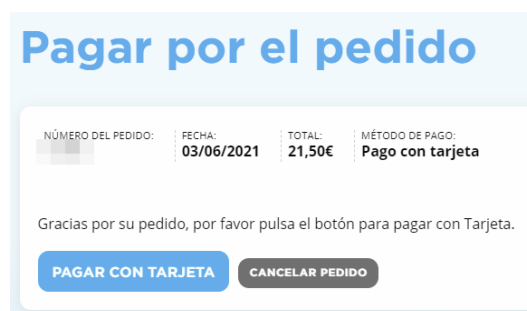 Pagar por el pedido
NÚMERO DEL PEDIDO:
FECHA:
03/06/2021
TOTAL:
21,50€
MÉTODO DE PAGO:
Pago con tarjeta
Gracias por su pedido, por favor pulsa el botón para pagar con Tarjeta.
PAGAR CON TARJETA
CANCELAR PEDIDO